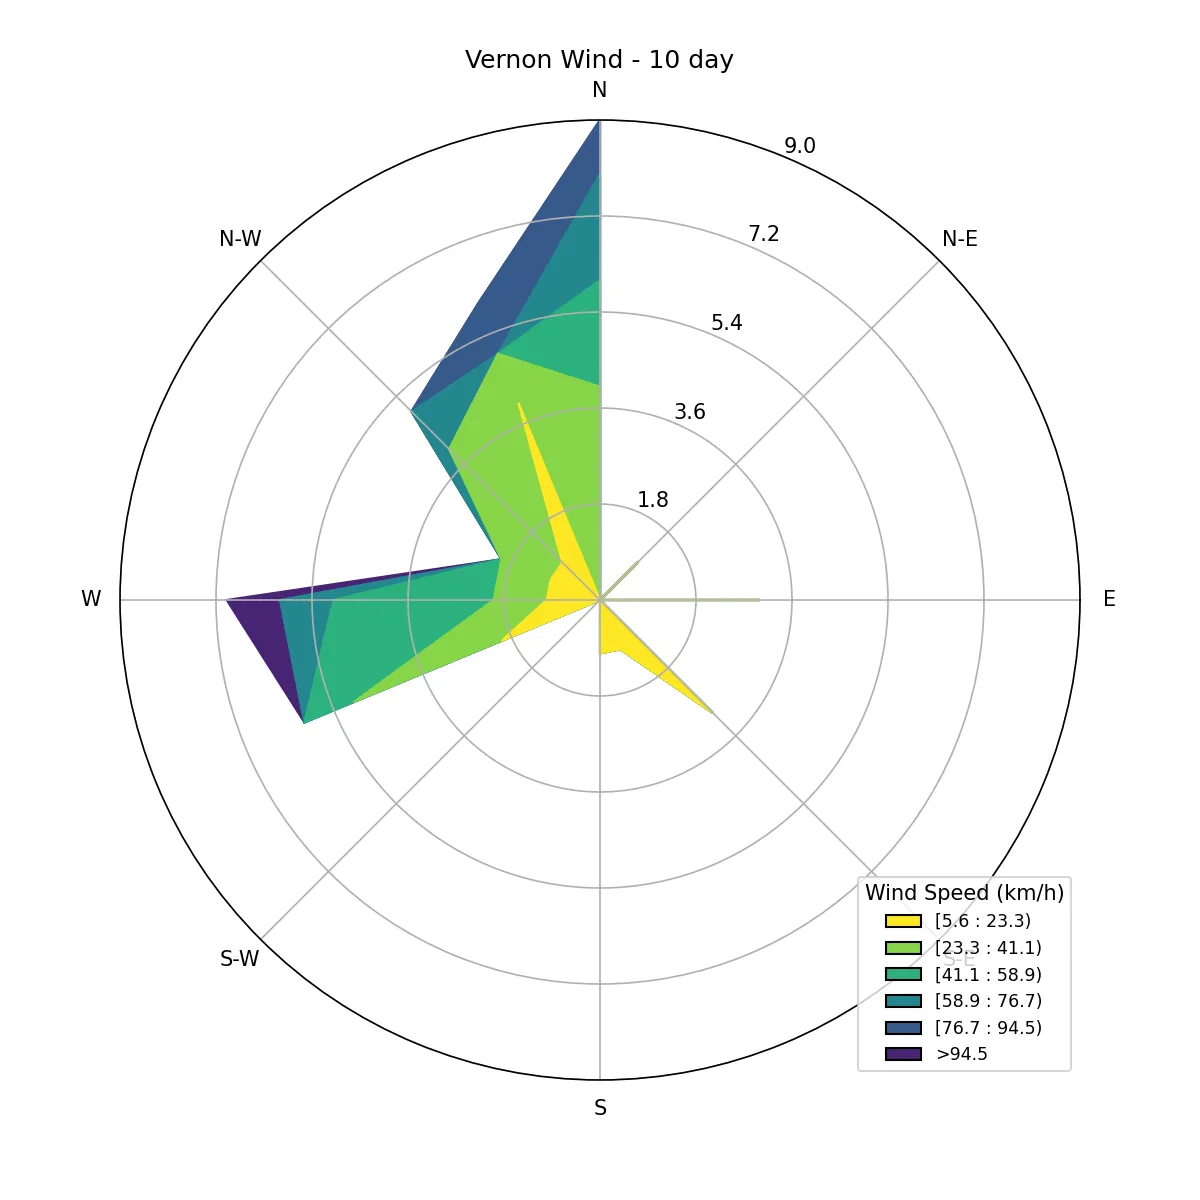 Vernon Wind - 10 day
N
9.0
N-W
N-E
7.2
5.4
3.6
1.8
W
E
Wind Speed (km/h)
[5.6 : 23.3)
[23.3 : 41.1)
S-W
S-E
[41.1 : 58.9)
[58.9 : 76.7)
[76.7 : 94.5)
>94.5
S